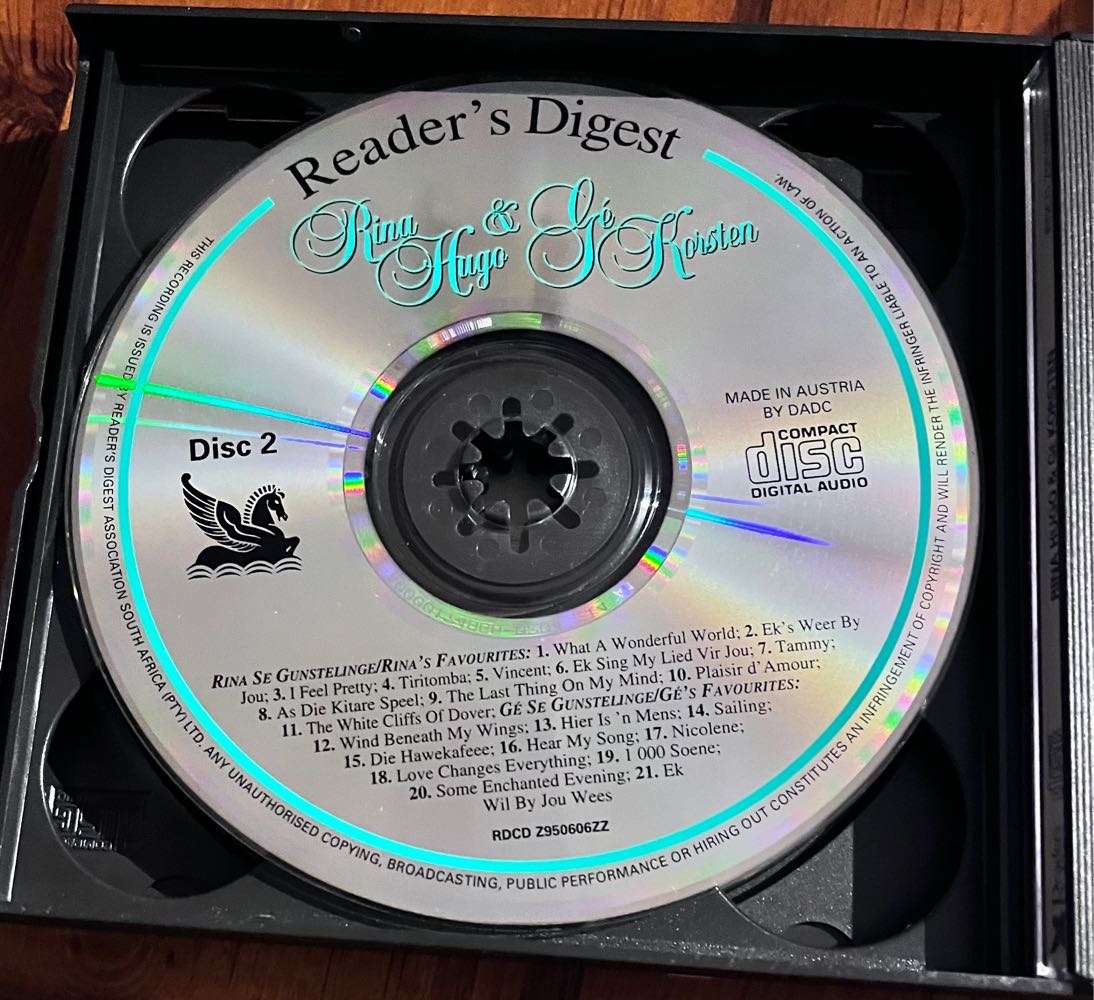 Reader's Digest
Rina Hugo & Gé Korsten
MADE IN AUSTRIA
BY DADC
COMPACT
disc
DIGITAL AUDIO
Disc 2
RINA SE GUNSTELINGE/RINA'S FAVOURITES: 1. What A Wonderful World; 2. Ek's Weer By
Jou; 3. I Feel Pretty; 4. Tiritomba; 5. Vincent; 6. Ek Sing My Lied Vir Jou; 7. Tammy;
8. As Die Kitare Speel; 9. The Last Thing On My Mind; 10. Plaisir d'Amour;
11. The White Cliffs Of Dover; GÉ SE GUNSTELINGE/GÉ'S FAVOURITES:
12. Wind Beneath My Wings; 13. Hier Is 'n Mens; 14. Sailing;
15. Die Hawekafeee; 16. Hear My Song; 17. Nicolene;
18. Love Changes Everything; 19. 1 000 Soene;
20. Some Enchanted Evening; 21. Ek
Wil By Jou Wees
RDCD Z950606ZZ
THIS RECORDING IS ISSUED BY READER'S DIGEST ASSOCIATION SOUTH AFRICA (PTY) LTD. ANY UNAUTHORISED COPYING, BROADCASTING, PUBLIC PERFORMANCE OR HIRING OUT CONSTITUTES AN INFRINGEMENT OF COPYRIGHT AND WILL RENDER THE INFRINGER LIABLE TO AN ACTION OF LAW.